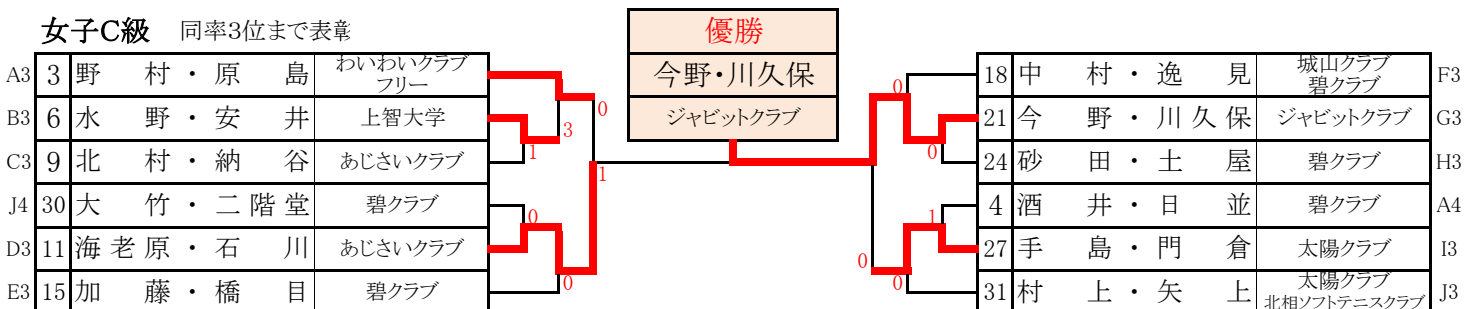 女子C級 同率3位まで表彰
優勝
今野・川久保
ジャビットクラブ
A3 3 野村・原島 わいわいクラブ
フリー
B3 6 水野・安井 上智大学
C3 9 北村・納谷 あじさいクラブ
J4 30 大竹・二階堂 碧クラブ
D3 11 海老原・石川 あじさいクラブ
E3 15 加藤・橋目 碧クラブ
0
3
1
1
0
0
18 中村・逸見 城山クラブ
碧クラブ F3
21 今野・川久保 ジャビットクラブ G3
24 砂田・土屋 碧クラブ H3
4 酒井・日並 碧クラブ A4
27 手島・門倉 太陽クラブ I3
31 村上・矢上 太陽クラブ
北相ソフトテニスクラブ J3
0
0
1
0
0